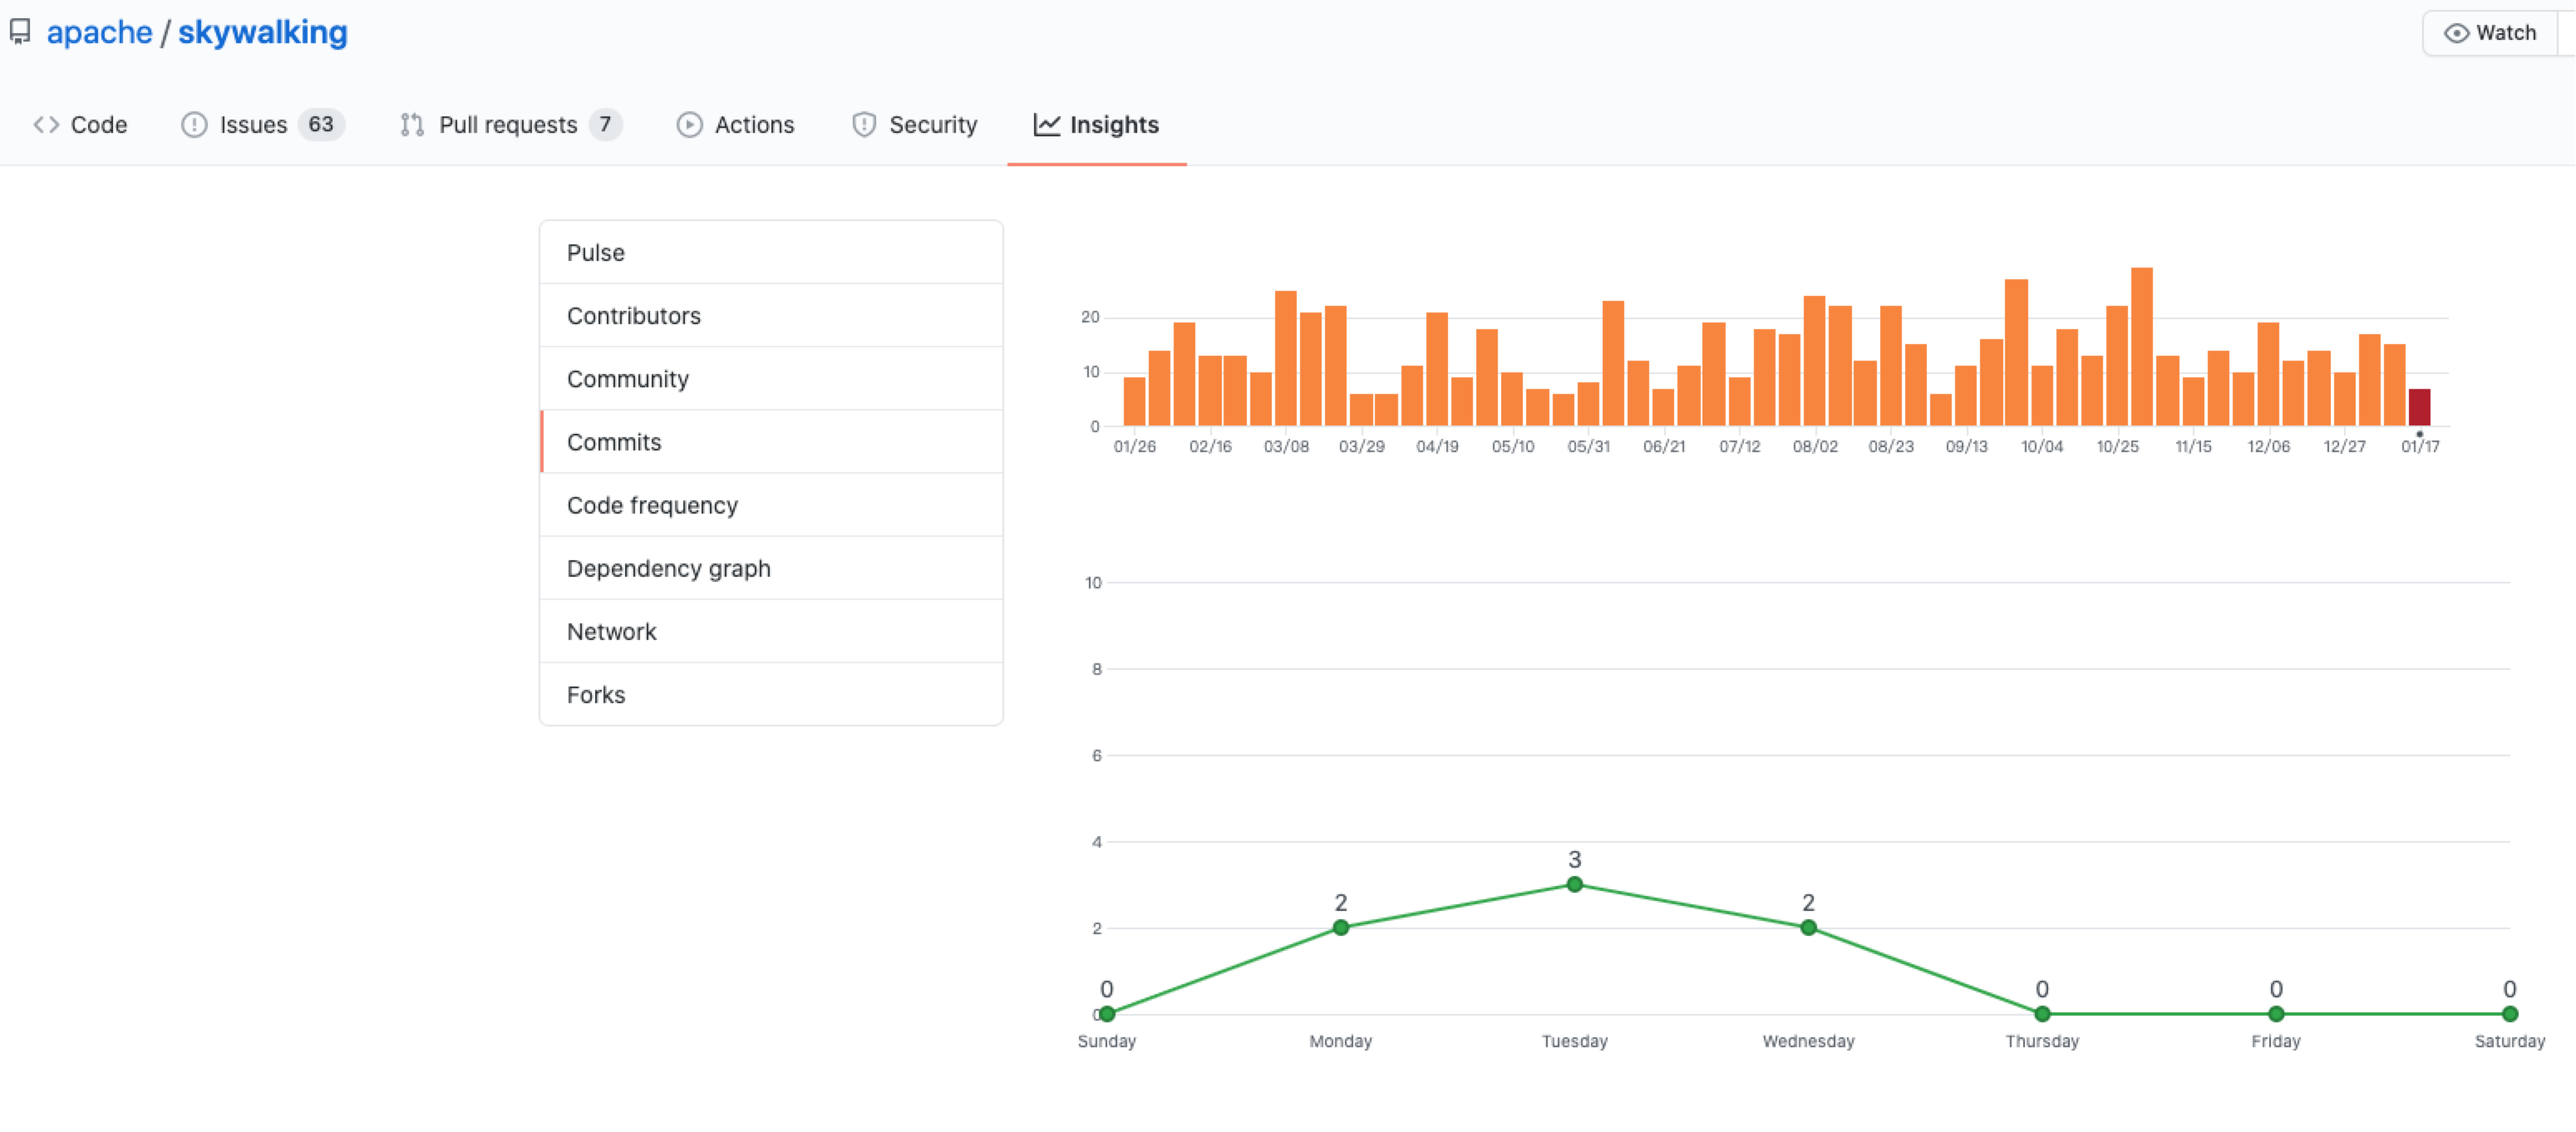 apache / skywalking
Watch
Code
Issues 63
Pull requests 7
Actions
Security
Insights
Pulse
Contributors
Community
Commits
Code frequency
Dependency graph
Network
Forks
20
10
0
01/26 02/16 03/08 03/29 04/19 05/10 05/31 06/21 07/12 08/02 08/23 09/13 10/04 10/25 11/15 12/06 12/27 01/17
10
8
6
4
3
2 2
2
0 0 0 0
0
Sunday Monday Tuesday Wednesday Thursday Friday Saturday